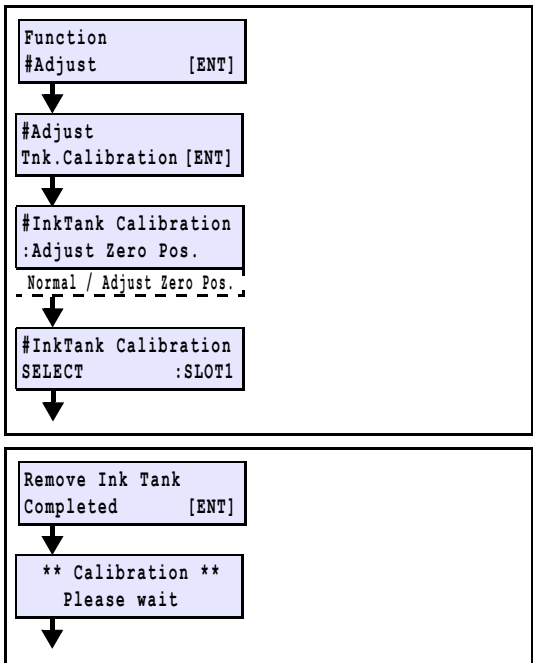 Function
#Adjust [ENT]
#Adjust
Tnk.Calibration [ENT]
#InkTank Calibration
:Adjust Zero Pos.
Normal / Adjust Zero Pos.
#InkTank Calibration
SELECT :SLOT1
Remove Ink Tank
Completed [ENT]
** Calibration **
Please wait